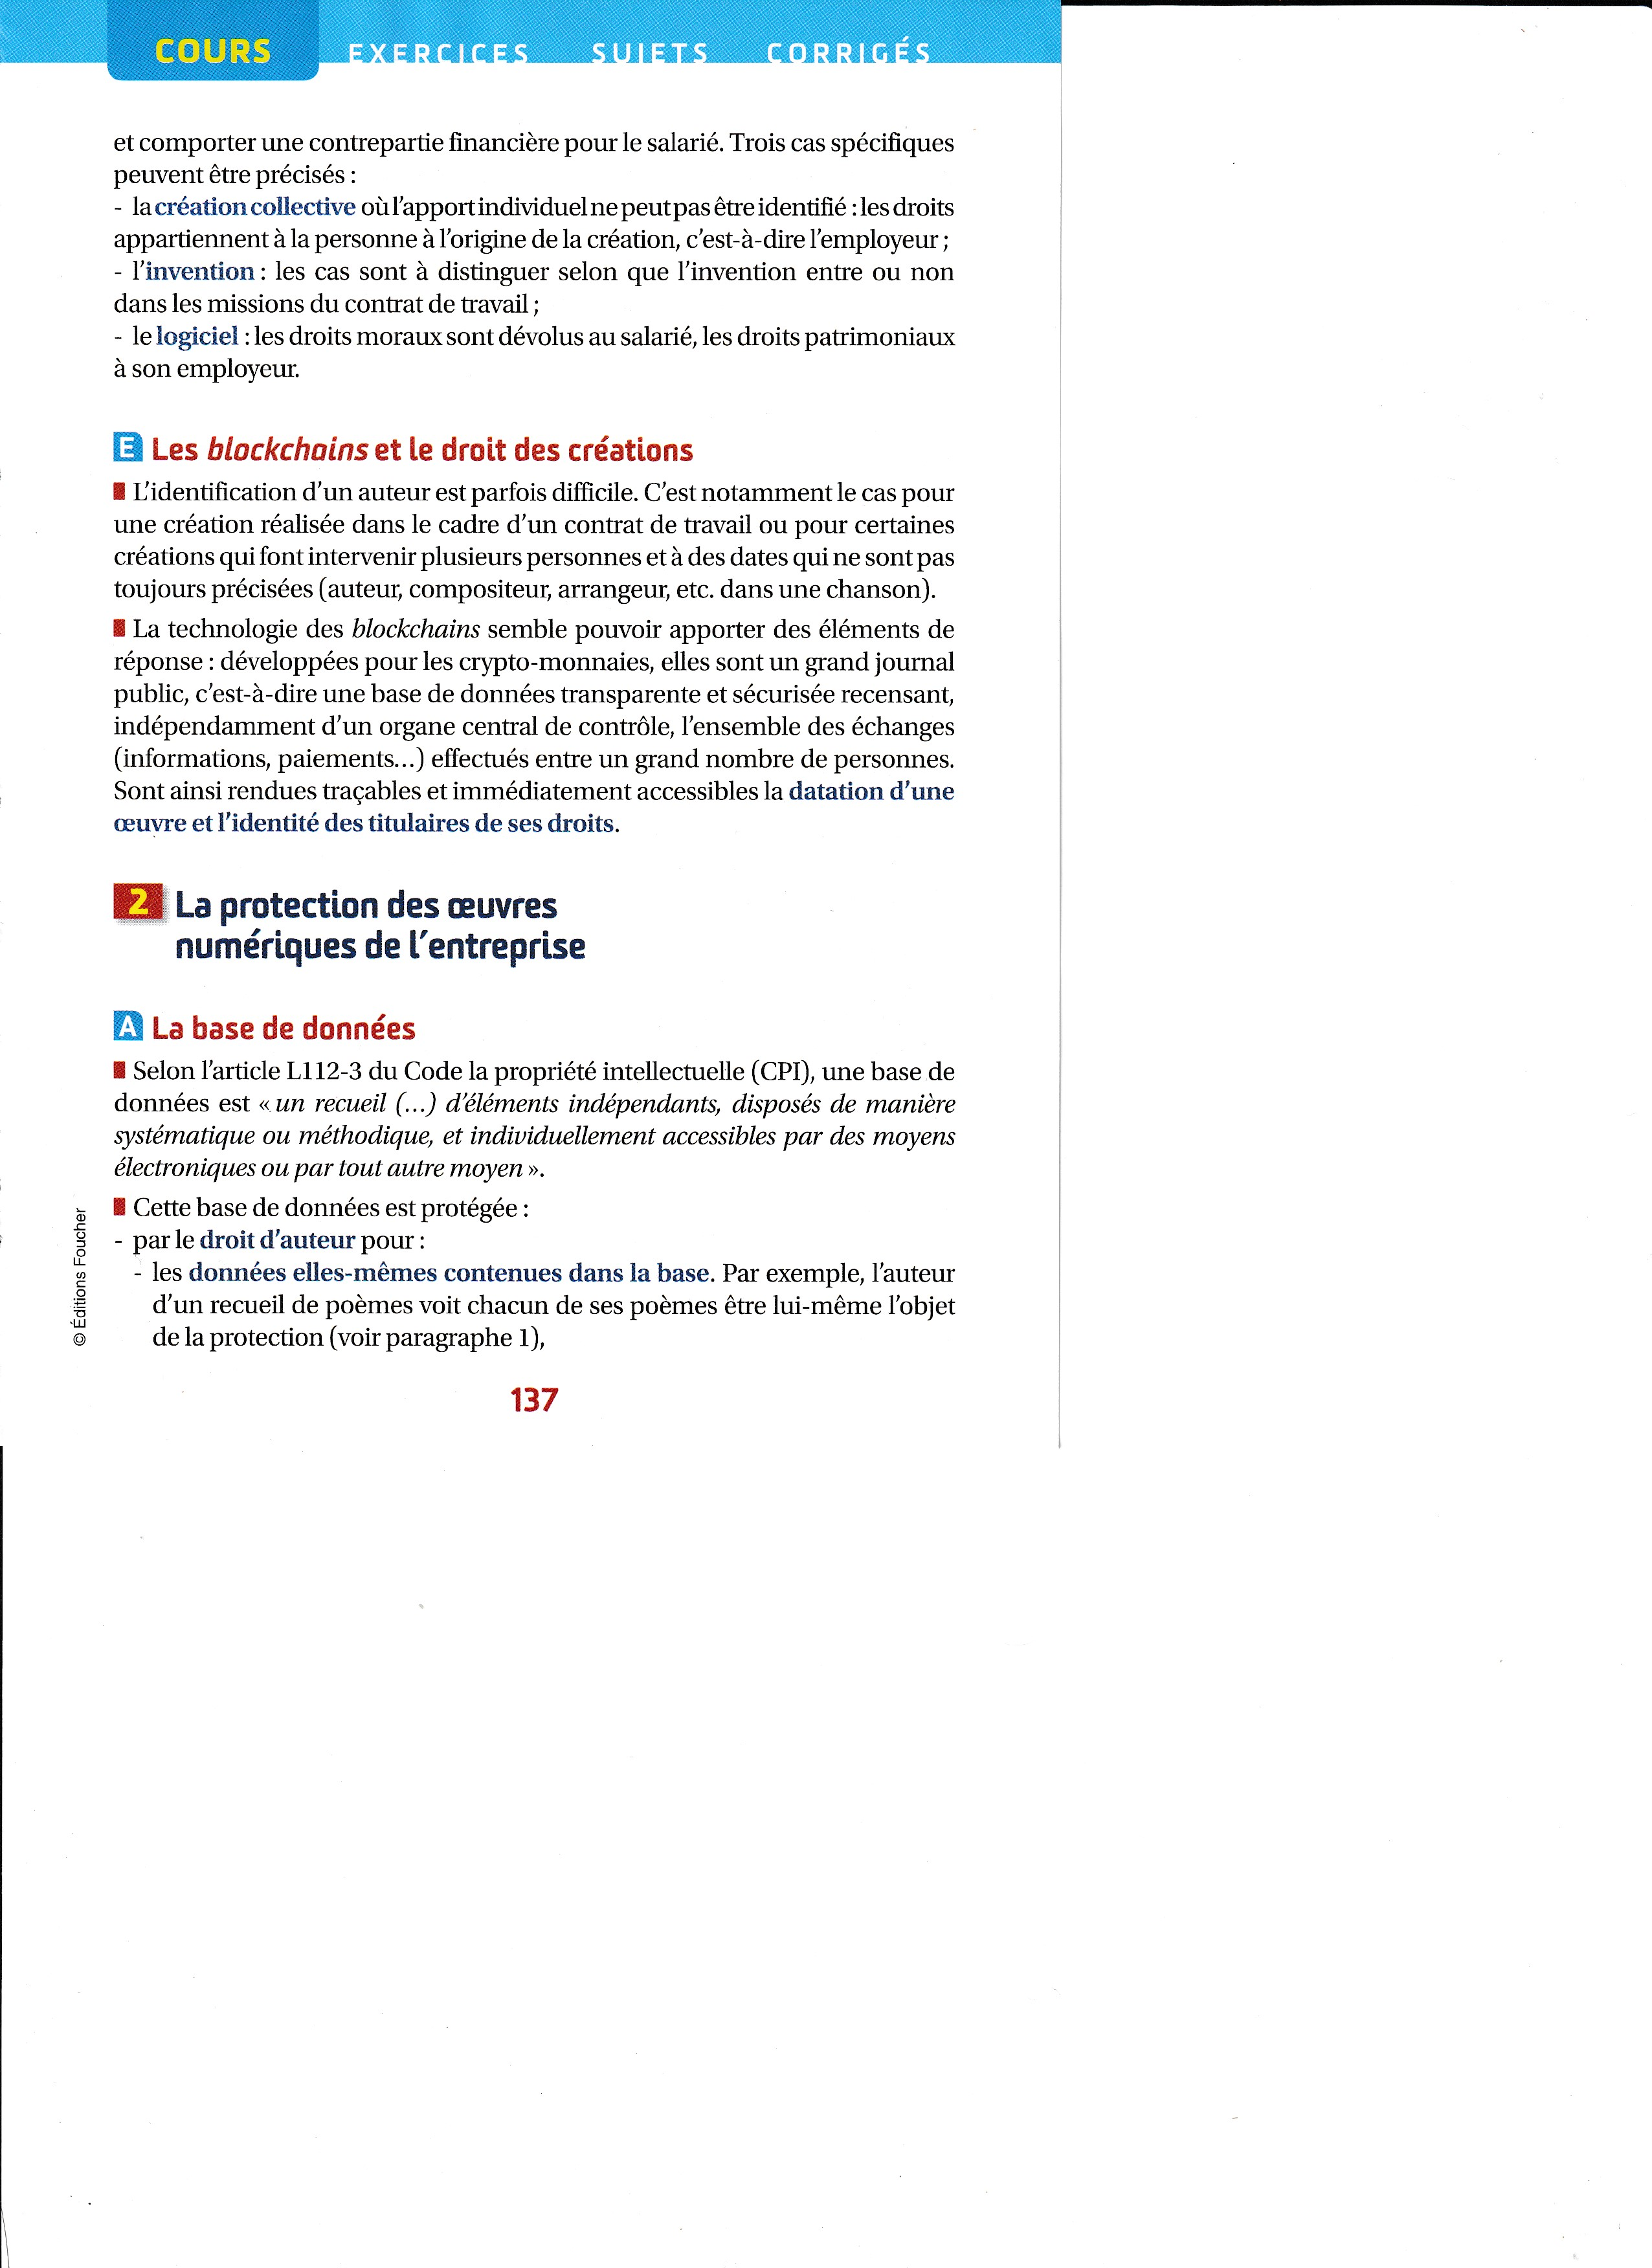 COURS EXERCICES SUJETS CORRIGÉS
et comporter une contrepartie financière pour le salarié. Trois cas spécifiques
peuvent être précisés :
- la création collective où l'apport individuel ne peut pas être identifié : les droits
appartiennent à la personne à l'origine de la création, c'est-à-dire l'employeur ;
- l'invention : les cas sont à distinguer selon que l'invention entre ou non
dans les missions du contrat de travail ;
- le logiciel : les droits moraux sont dévolus au salarié, les droits patrimoniaux
à son employeur.
E Les blockchains et le droit des créations
L'identification d'un auteur est parfois difficile. C'est notamment le cas pour
une création réalisée dans le cadre d'un contrat de travail ou pour certaines
créations qui font intervenir plusieurs personnes et à des dates qui ne sont pas
toujours précisées (auteur, compositeur, arrangeur, etc. dans une chanson).
La technologie des blockchains semble pouvoir apporter des éléments de
réponse : développées pour les crypto-monnaies, elles sont un grand journal
public, c'est-à-dire une base de données transparente et sécurisée recensant,
indépendamment d'un organe central de contrôle, l'ensemble des échanges
(informations, paiements...) effectués entre un grand nombre de personnes.
Sont ainsi rendues traçables et immédiatement accessibles la datation d'une
œuvre et l'identité des titulaires de ses droits.
2 La protection des œuvres
numériques de l'entreprise
A La base de données
Selon l'article L112-3 du Code la propriété intellectuelle (CPI), une base de
données est « un recueil (...) d'éléments indépendants, disposés de manière
systématique ou méthodique, et individuellement accessibles par des moyens
électroniques ou par tout autre moyen ».
Cette base de données est protégée :
- par le droit d'auteur pour :
- les données elles-mêmes contenues dans la base. Par exemple, l'auteur
d'un recueil de poèmes voit chacun de ses poèmes être lui-même l'objet
de la protection (voir paragraphe 1),
© Éditions Foucher
137